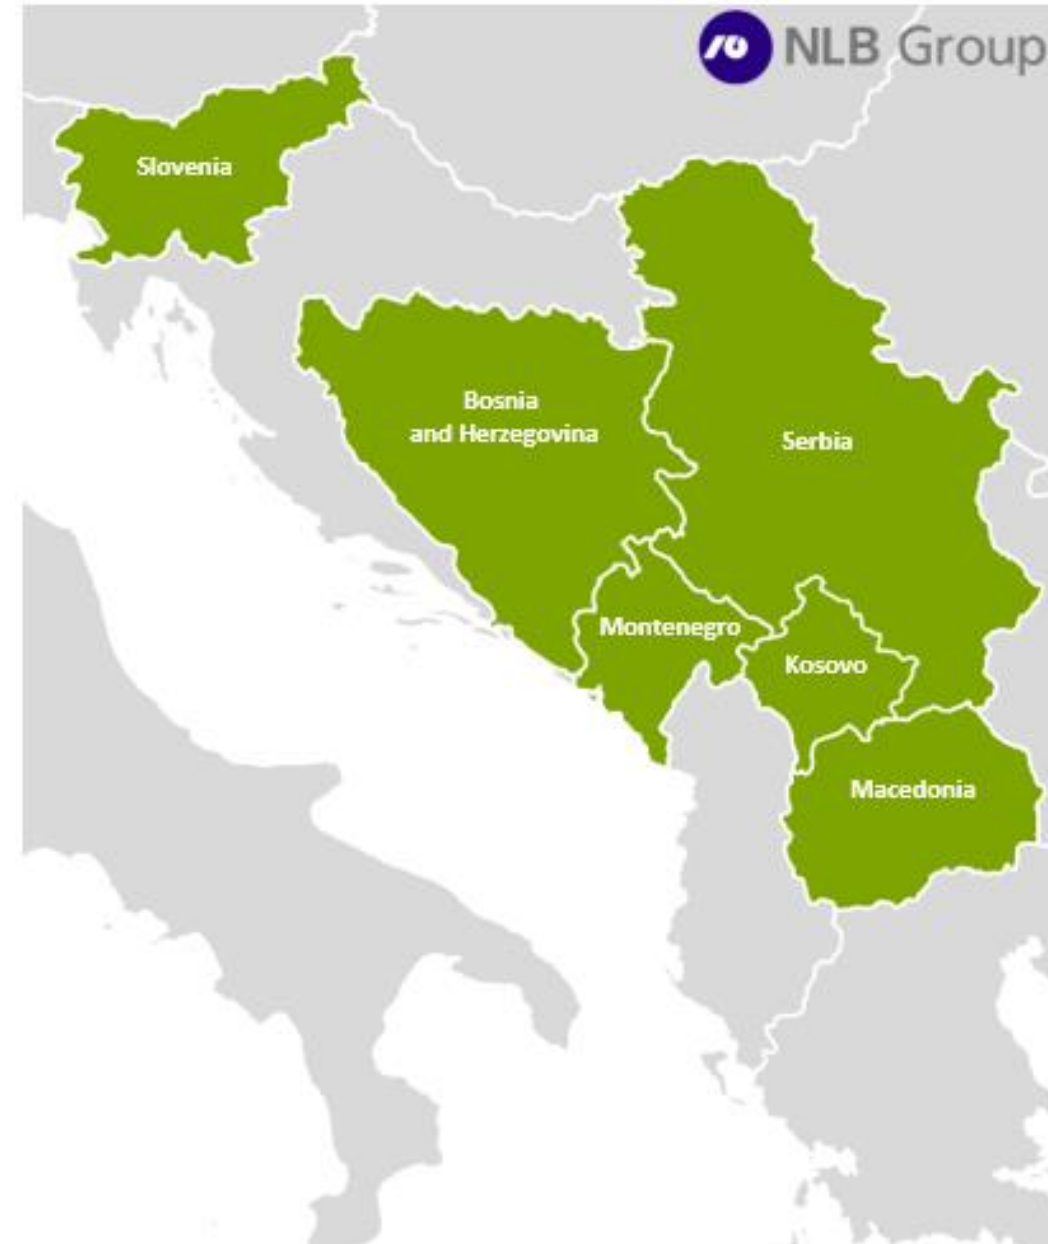 NLB Group
Slovenia
Bosnia
and Herzegovina
Serbia
Montenegro
Kosovo
Macedonia